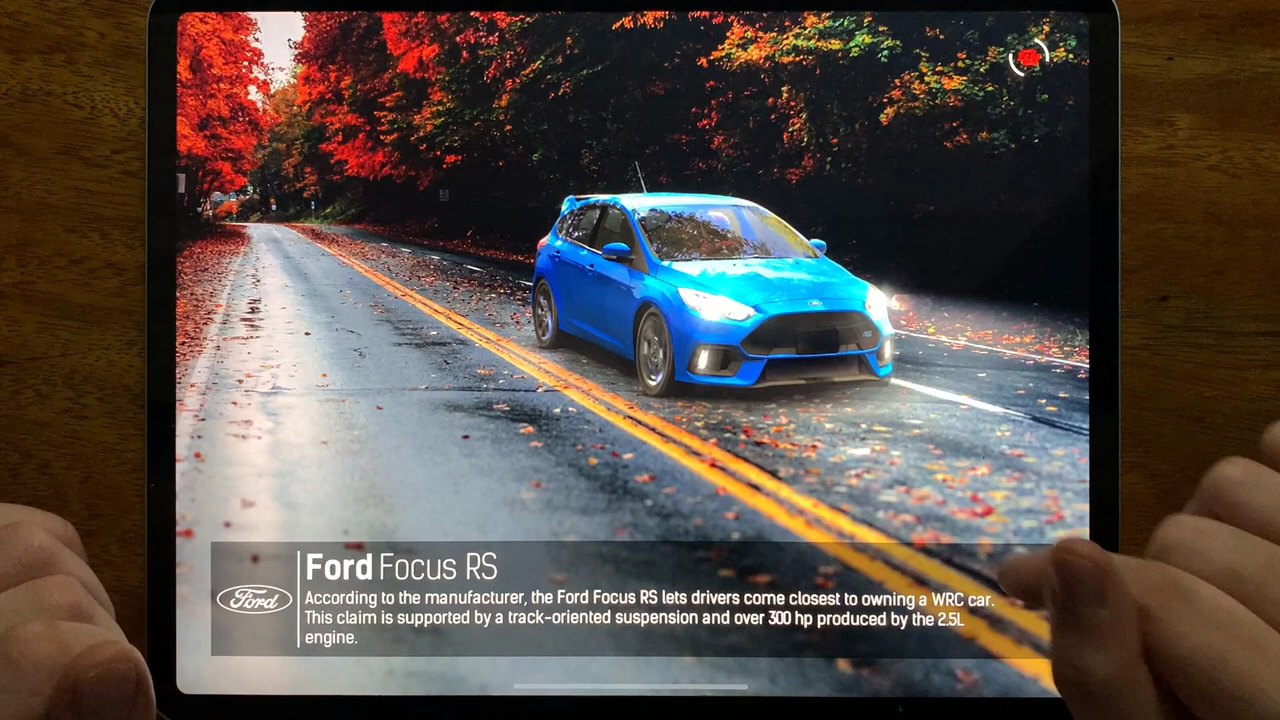 Ford Focus RS
Ford
According to the manufacturer, the Ford Focus RS lets drivers come closest to owning a WRC car.
This claim is supported by a track-oriented suspension and over 300 hp produced by the 2.5L
engine.